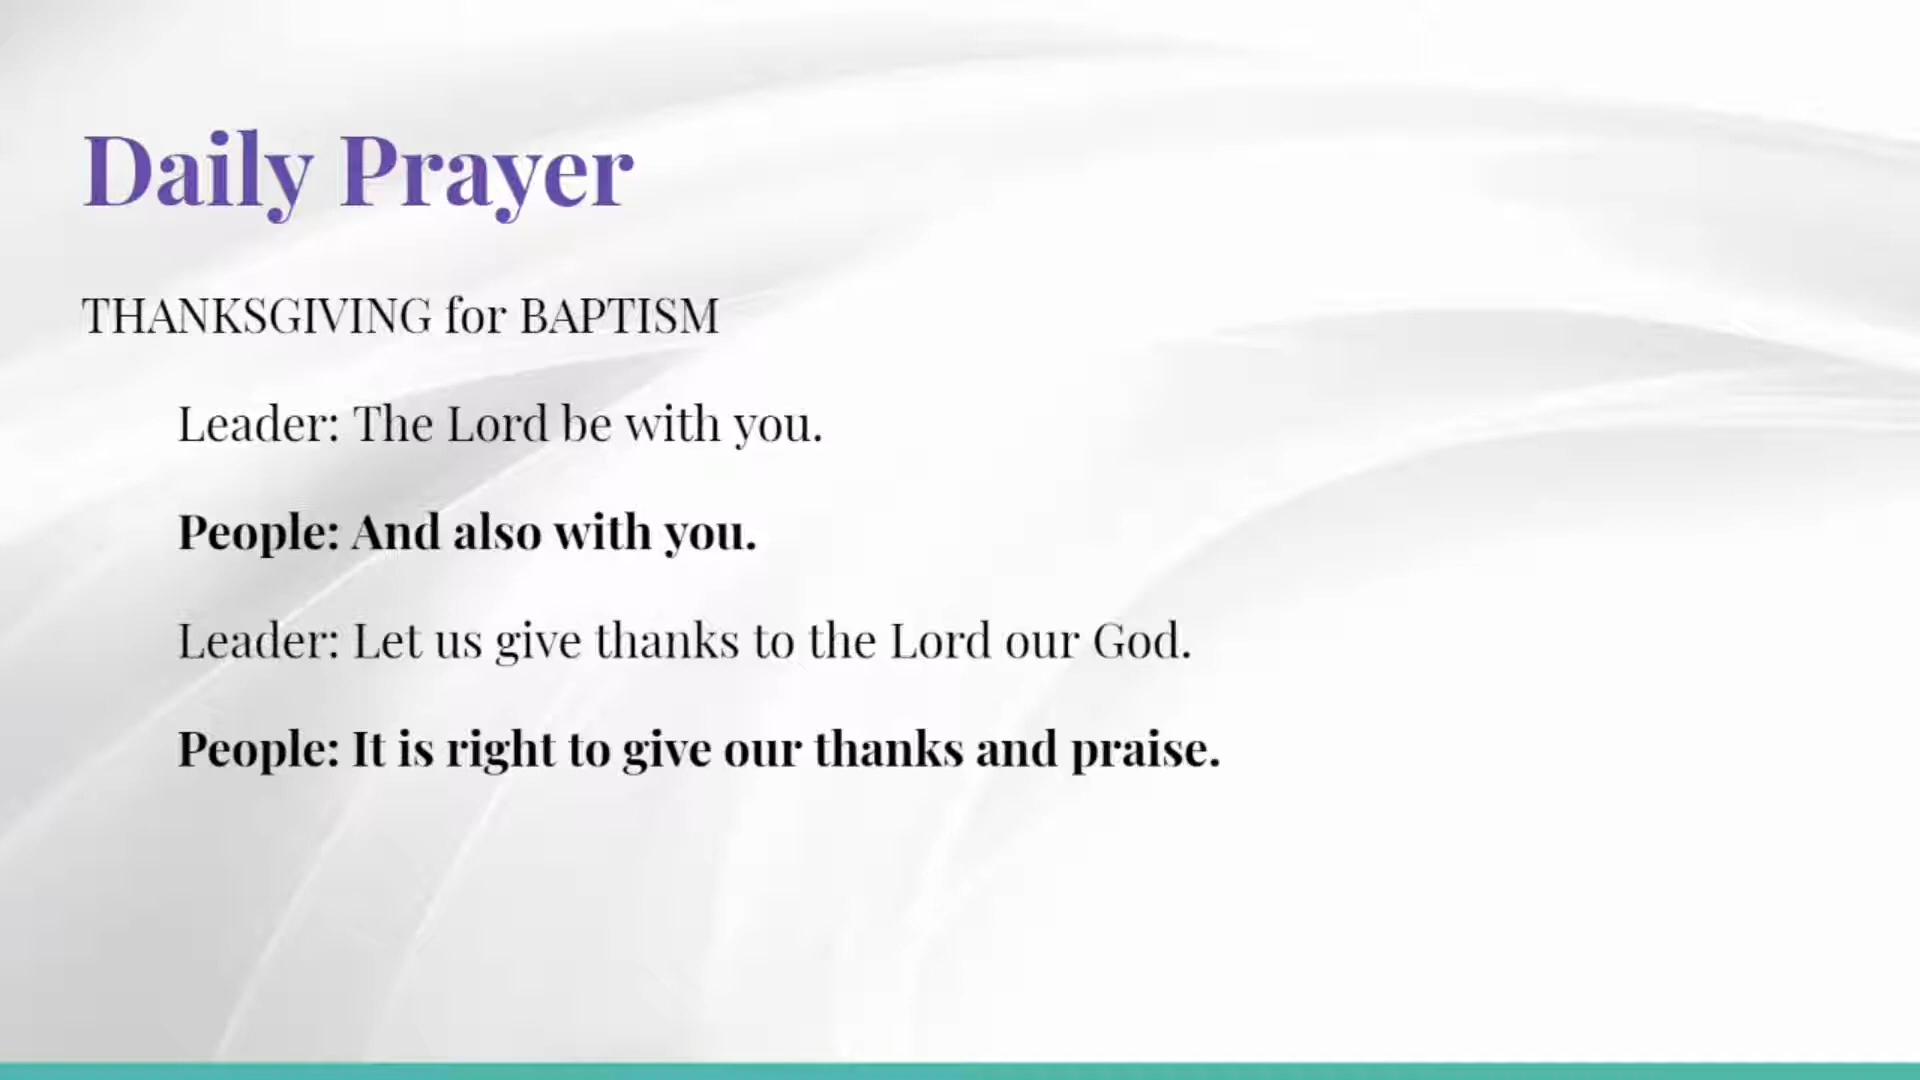 Daily Prayer
THANKSGIVING for BAPTISM
Leader: The Lord be with you.
People: And also with you.
Leader: Let us give thanks to the Lord our God.
People: It is right to give our thanks and praise.